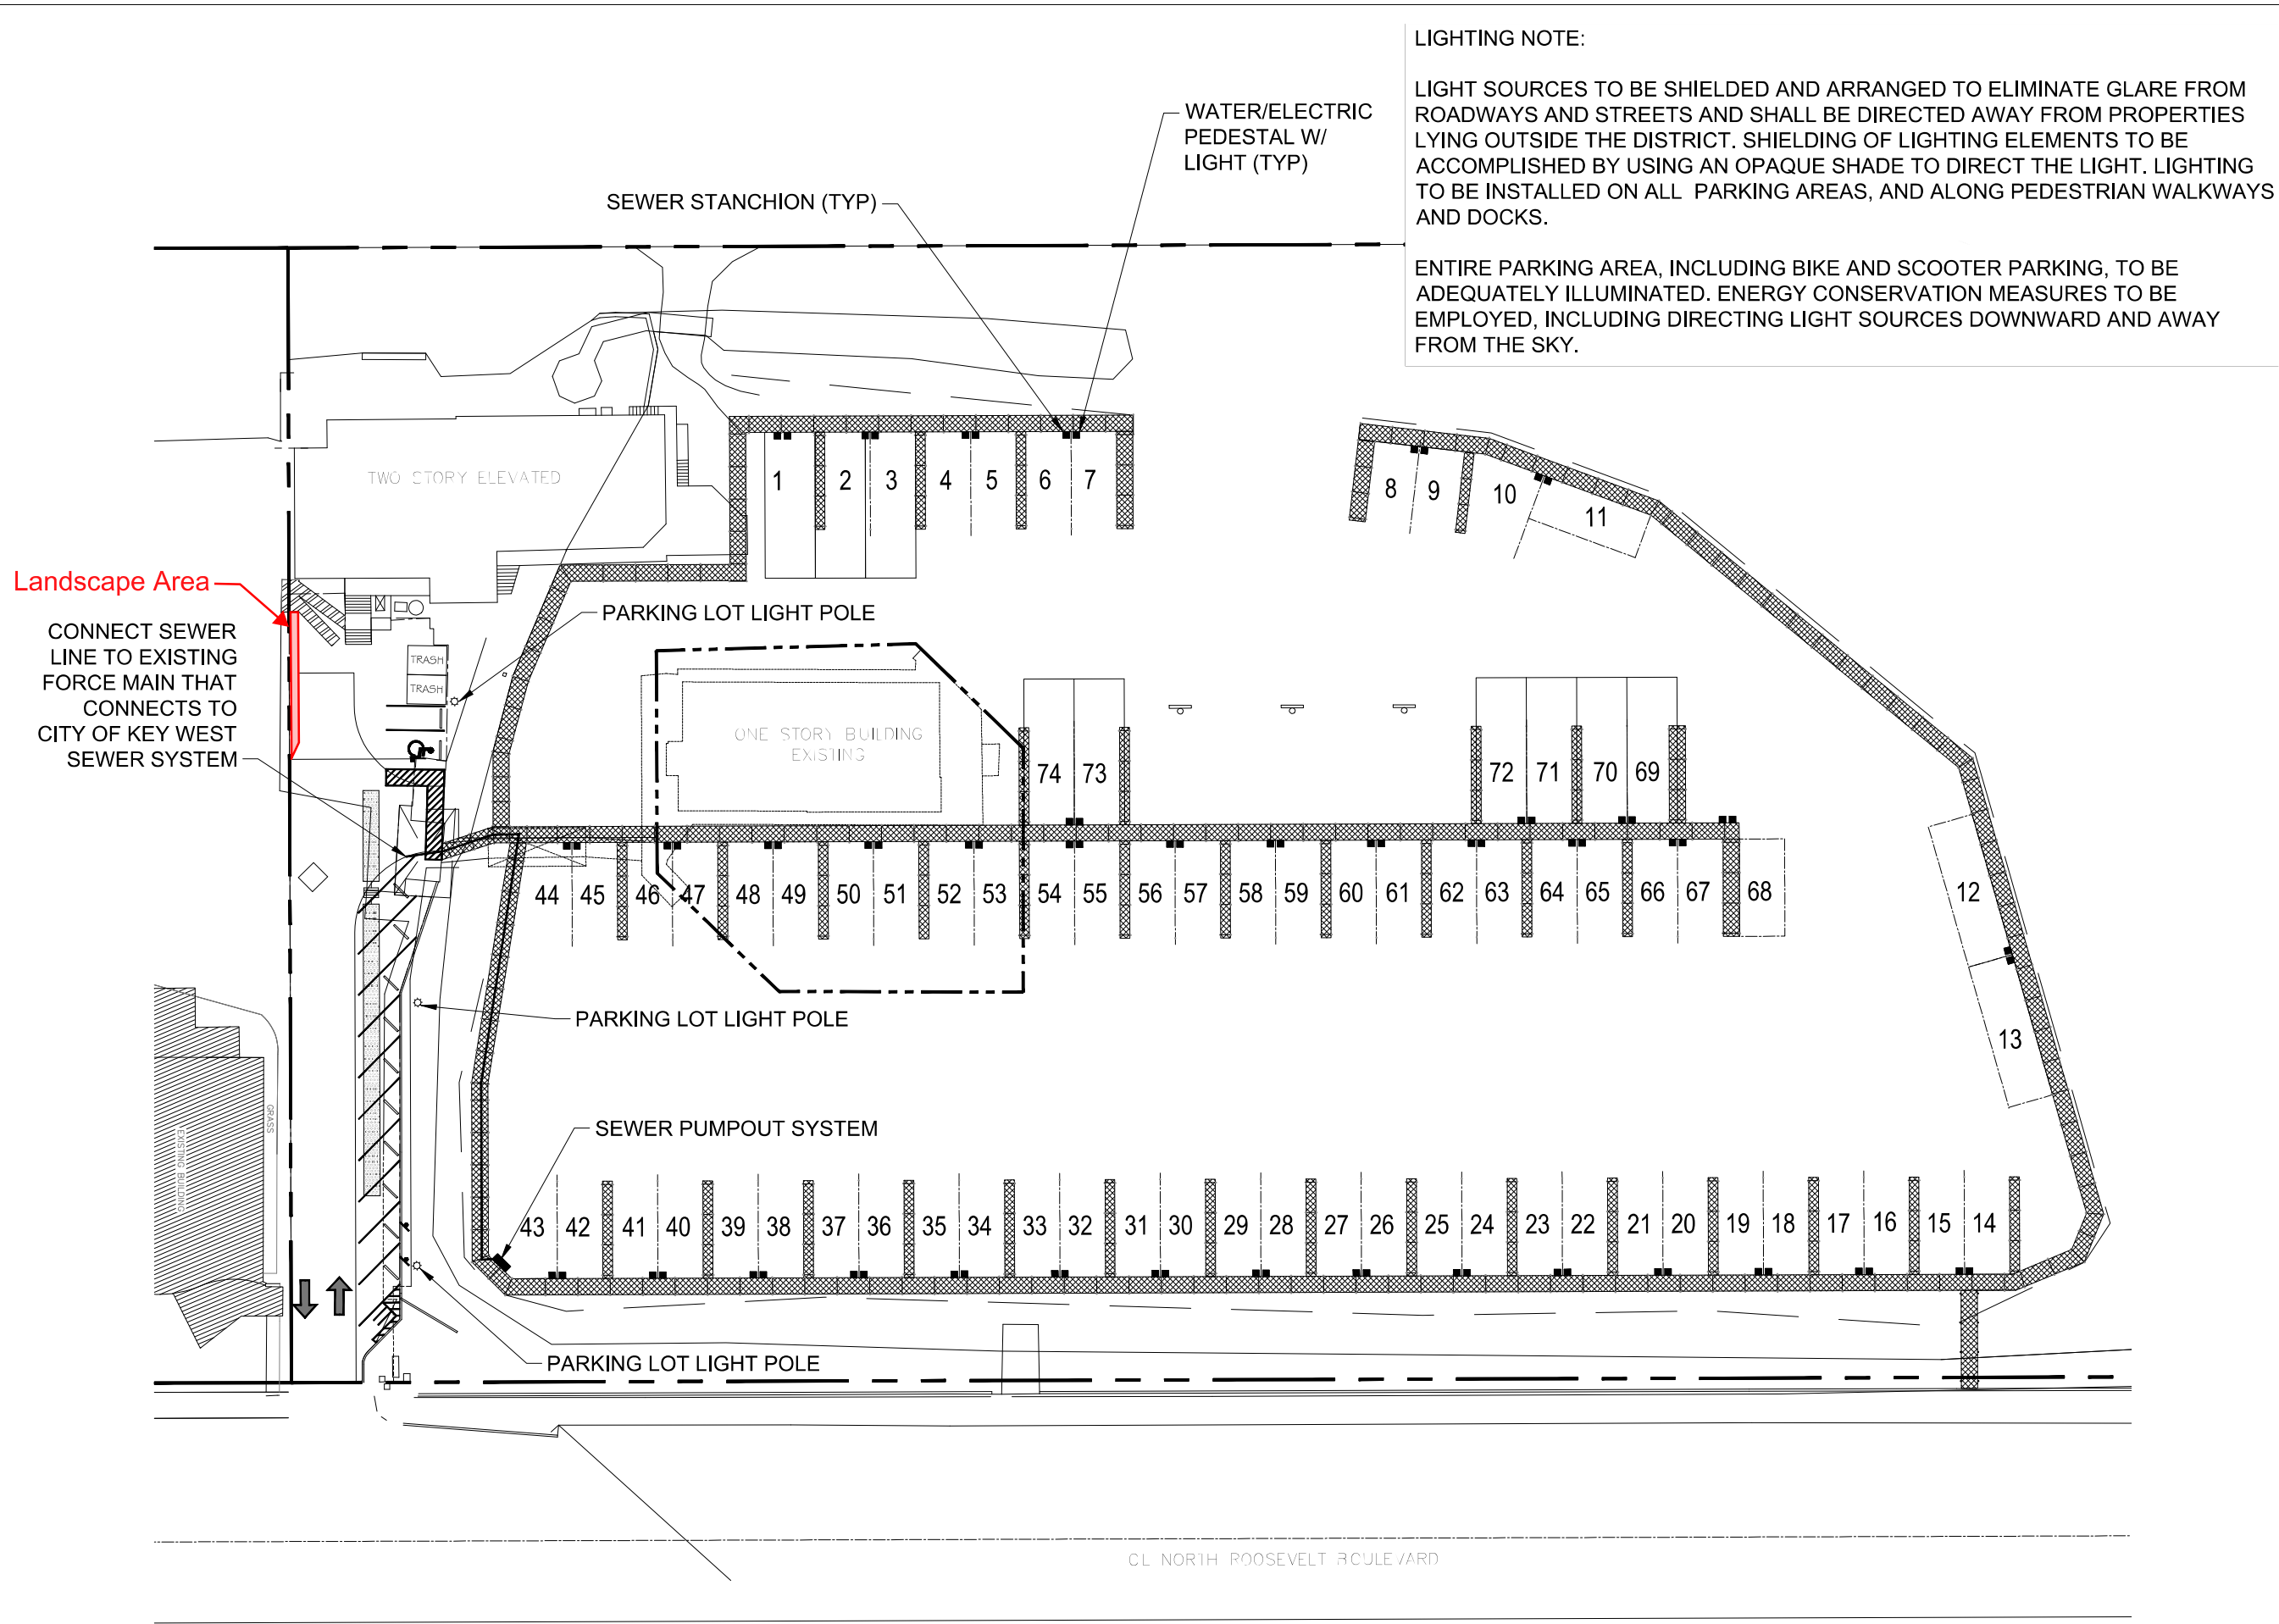 LIGHTING NOTE:
LIGHT SOURCES TO BE SHIELDED AND ARRANGED TO ELIMINATE GLARE FROM
ROADWAYS AND STREETS AND SHALL BE DIRECTED AWAY FROM PROPERTIES
LYING OUTSIDE THE DISTRICT. SHIELDING OF LIGHTING ELEMENTS TO BE
ACCOMPLISHED BY USING AN OPAQUE SHADE TO DIRECT THE LIGHT. LIGHTING
TO BE INSTALLED ON ALL PARKING AREAS, AND ALONG PEDESTRIAN WALKWAYS
AND DOCKS.
ENTIRE PARKING AREA, INCLUDING BIKE AND SCOOTER PARKING, TO BE
ADEQUATELY ILLUMINATED. ENERGY CONSERVATION MEASURES TO BE
EMPLOYED, INCLUDING DIRECTING LIGHT SOURCES DOWNWARD AND AWAY
FROM THE SKY.
WATER/ELECTRIC
PEDESTAL W/
LIGHT (TYP)
SEWER STANCHION (TYP)
TWO STORY ELEVATED
1 2 3 4 5 6 7
8 9 10 11
Landscape Area
CONNECT SEWER
LINE TO EXISTING
FORCE MAIN THAT
CONNECTS TO
CITY OF KEY WEST
SEWER SYSTEM
PARKING LOT LIGHT POLE
TRASH
TRASH
ONE STORY BUILDING
EXISTING
74 73 72 71 70 69
44 45 46 47 48 49 50 51 52 53 54 55 56 57 58 59 60 61 62 63 64 65 66 67 68
12
13
PARKING LOT LIGHT POLE
GRASS
EXISTING BUILDING
SEWER PUMPOUT SYSTEM
43 42 41 40 39 38 37 36 35 34 33 32 31 30 29 28 27 26 25 24 23 22 21 20 19 18 17 16 15 14
PARKING LOT LIGHT POLE
CL NORTH ROOSEVELT BOULEVARD